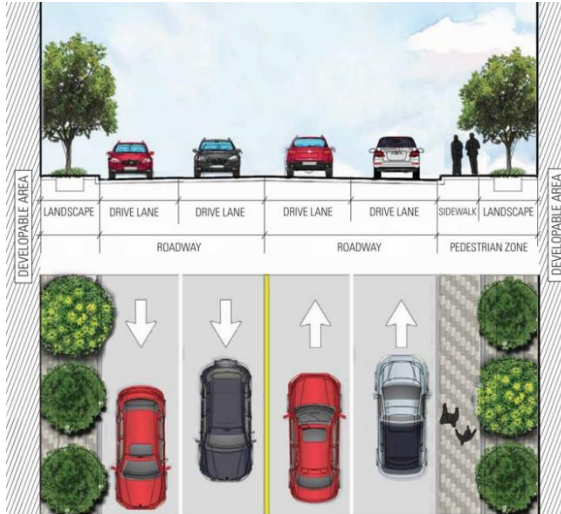 DEVELOPABLE AREA
LANDSCAPE
DRIVE LANE
DRIVE LANE
DRIVE LANE
DRIVE LANE
SIDEWALK
LANDSCAPE
ROADWAY
ROADWAY
PEDESTRIAN ZONE
DEVELOPABLE AREA